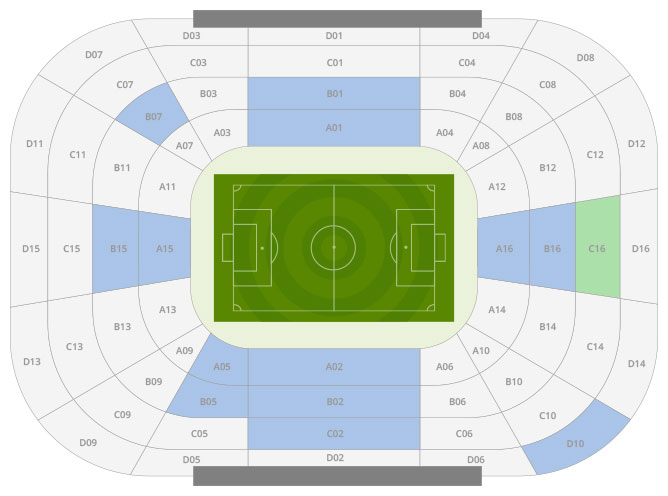 D03 D01 D04
D07 D08
C03 C01 C04
C07 C08
B03 B01 B04
B07 B08
A03 A01 A04
D11 C11 A07 A08 C12 D12
B11 B12
A11 A12
D15 C15 B15 A15 A16 B16 C16 D16
A13 A14
B13 B14
C13 A09 A10 C14
D13 A05 A02 A06 D14
B09 B10
B05 B02 B06
C09 C10
C05 C02 C06
D09 D10
D05 D02 D06